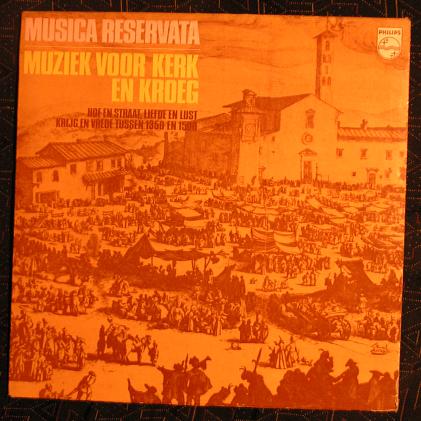 MUSICA RESERVATA
PHILIPS
MUZIEK VOOR KERK
EN KROEG
HOF EN STRAAT, LIEFDE EN LIJST
KRIJG EN VREDE TUSSEN 1350 EN 1500